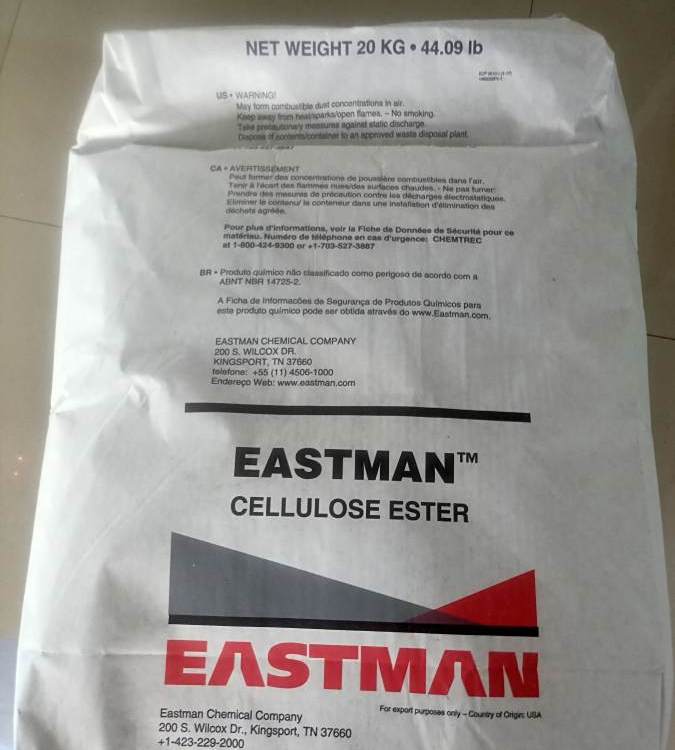 NET WEIGHT 20 KG • 44.09 lb
US • WARNING!
May form combustible dust concentrations in air.
Keep away from heat/sparks/open flames. – No smoking.
Take precautionary measures against static discharge.
Dispose of contents/container to an approved waste disposal plant.
CA • AVERTISSEMENT
Peut former des concentrations de poussière combustibles dans l'air.
Tenir à l'écart des flammes nues/des surfaces chaudes. - Ne pas fumer.
Prendre des mesures de précaution contre les décharges électrostatiques.
Éliminer le contenu/ le conteneur dans une installation d'élimination des
déchets agréée.
Pour plus d'informations, voir la Fiche de Données de Sécurité pour ce
matériau. Numéro de téléphone en cas d'urgence: CHEMTREC
at 1-800-424-9300 or +1-703-527-3887
BR • Produto químico não classificado como perigoso de acordo com a
ABNT NBR 14725-2.
A Ficha de Informacões de Segurança de Produtos Químicos para
este produto químico pode ser obtida através do www.Eastman.com.
EASTMAN CHEMICAL COMPANY
200 S. WILCOX DR.
KINGSPORT, TN 37660
telefone: +55 (11) 4506-1000
Endereço Web: www.eastman.com
EASTMAN™
CELLULOSE ESTER
EASTMAN
For export purposes only – Country of Origin: USA
Eastman Chemical Company
200 S. Wilcox Dr., Kingsport, TN 37660
+1-423-229-2000